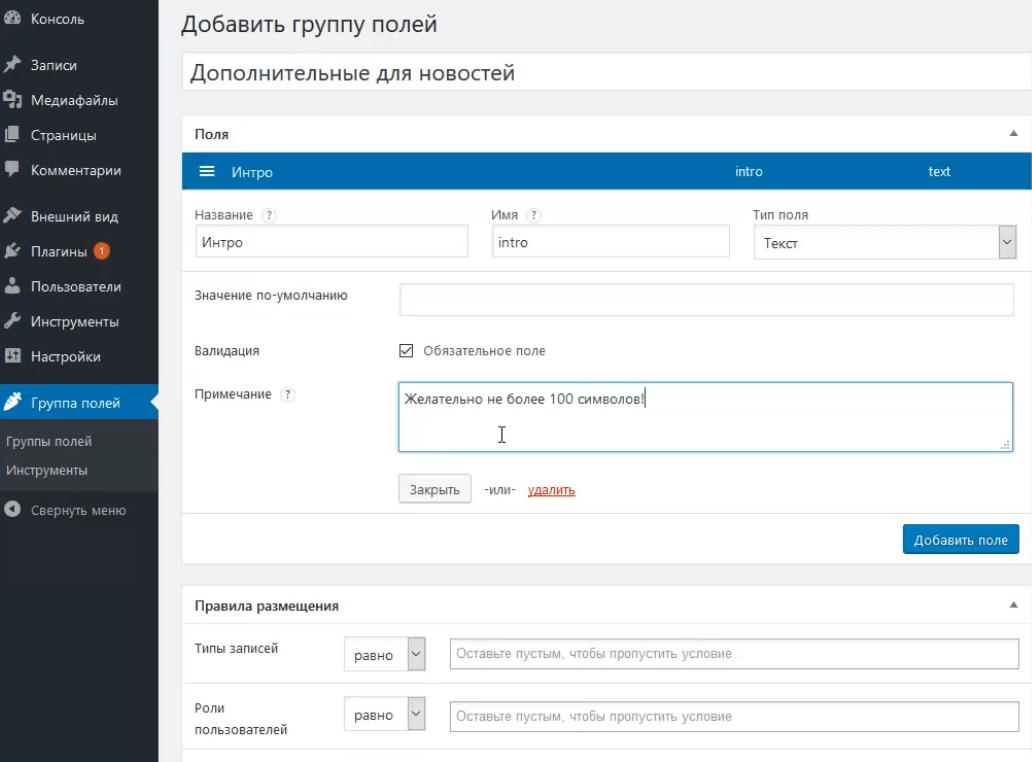 Консоль
Записи
Медиафайлы
Страницы
Комментарии
Внешний вид
Плагины 1
Пользователи
Инструменты
Настройки
Группа полей
Группы полей
Инструменты
Свернуть меню
Добавить группу полей
Дополнительные для новостей
Поля
Интро intro text
Название ? Имя ? Тип поля
Интро intro Текст
Значение по-умолчанию
Валидация Обязательное поле
Примечание ? Желательно не более 100 символов!
Закрыть -или- удалить
Добавить поле
Правила размещения
Типы записей равно Оставьте пустым, чтобы пропустить условие
Роли
пользователей равно Оставьте пустым, чтобы пропустить условие